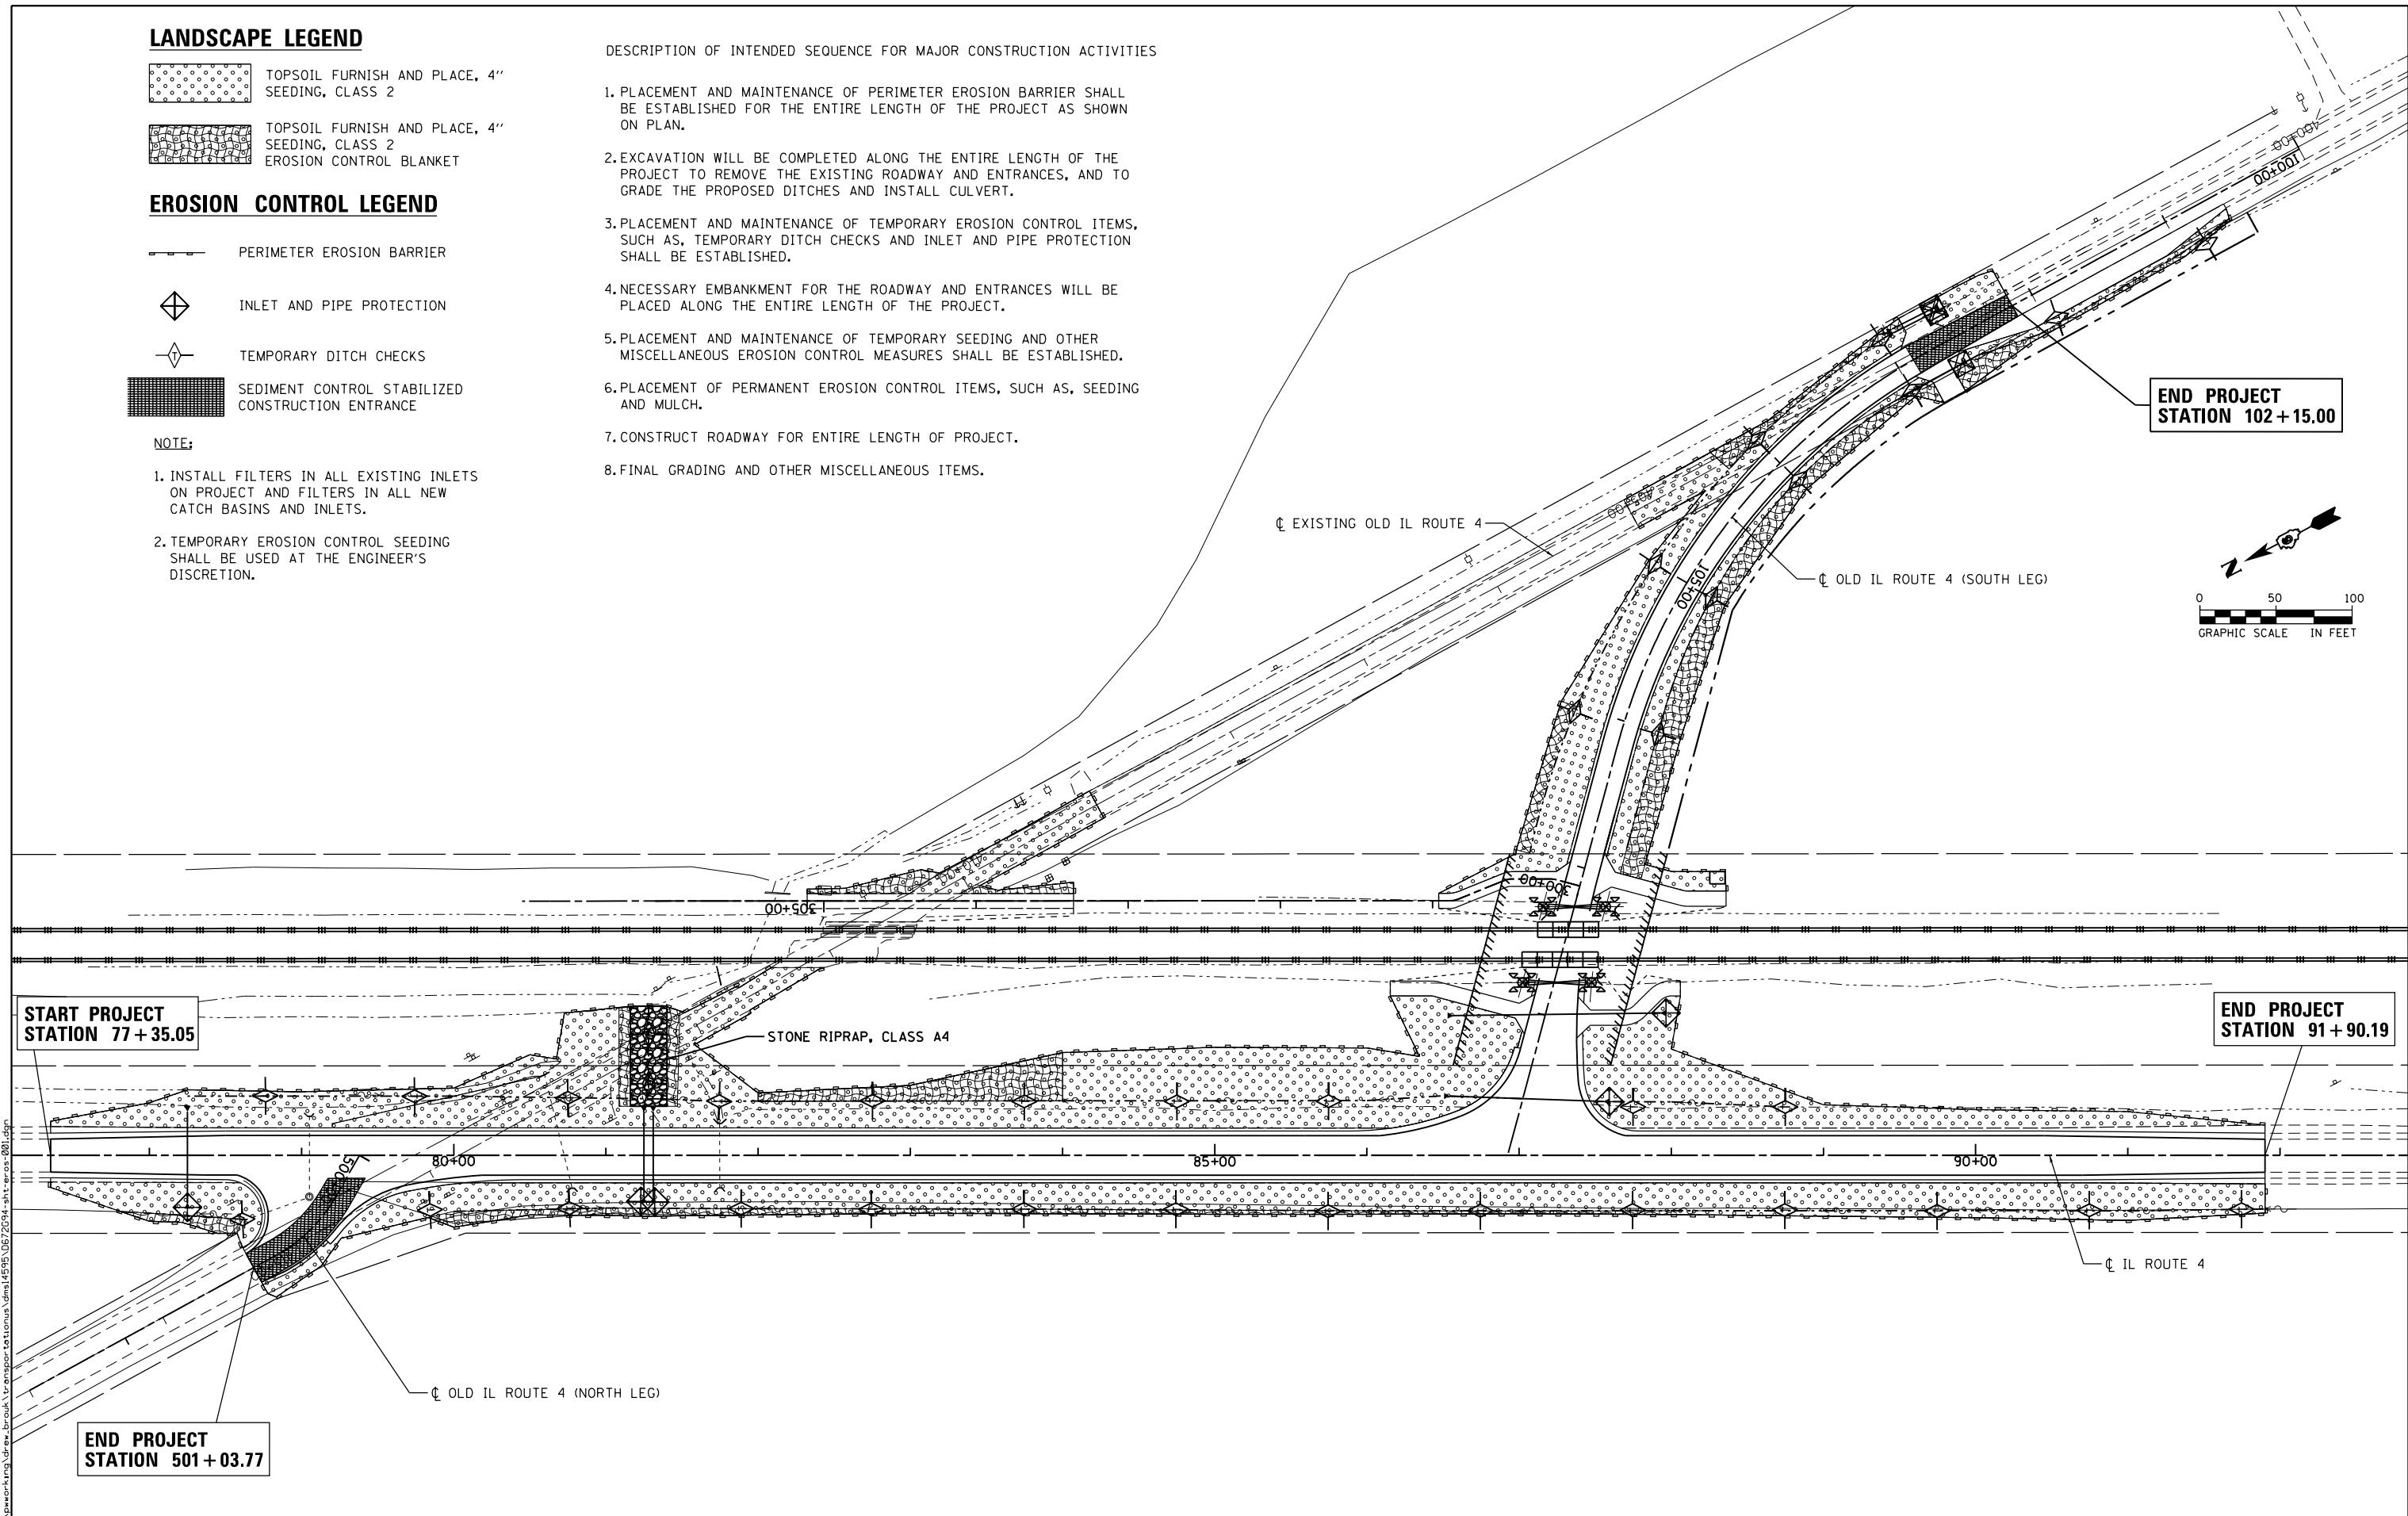 LANDSCAPE LEGEND
TOPSOIL FURNISH AND PLACE, 4''
SEEDING, CLASS 2
TOPSOIL FURNISH AND PLACE, 4''
SEEDING, CLASS 2
EROSION CONTROL BLANKET
EROSION CONTROL LEGEND
PERIMETER EROSION BARRIER
INLET AND PIPE PROTECTION
T
TEMPORARY DITCH CHECKS
SEDIMENT CONTROL STABILIZED
CONSTRUCTION ENTRANCE
NOTE:
1. INSTALL FILTERS IN ALL EXISTING INLETS
ON PROJECT AND FILTERS IN ALL NEW
CATCH BASINS AND INLETS.
2. TEMPORARY EROSION CONTROL SEEDING
SHALL BE USED AT THE ENGINEER'S
DISCRETION.
DESCRIPTION OF INTENDED SEQUENCE FOR MAJOR CONSTRUCTION ACTIVITIES
1. PLACEMENT AND MAINTENANCE OF PERIMETER EROSION BARRIER SHALL
BE ESTABLISHED FOR THE ENTIRE LENGTH OF THE PROJECT AS SHOWN
ON PLAN.
2. EXCAVATION WILL BE COMPLETED ALONG THE ENTIRE LENGTH OF THE
PROJECT TO REMOVE THE EXISTING ROADWAY AND ENTRANCES, AND TO
GRADE THE PROPOSED DITCHES AND INSTALL CULVERT.
3. PLACEMENT AND MAINTENANCE OF TEMPORARY EROSION CONTROL ITEMS,
SUCH AS, TEMPORARY DITCH CHECKS AND INLET AND PIPE PROTECTION
SHALL BE ESTABLISHED.
4. NECESSARY EMBANKMENT FOR THE ROADWAY AND ENTRANCES WILL BE
PLACED ALONG THE ENTIRE LENGTH OF THE PROJECT.
5. PLACEMENT AND MAINTENANCE OF TEMPORARY SEEDING AND OTHER
MISCELLANEOUS EROSION CONTROL MEASURES SHALL BE ESTABLISHED.
6. PLACEMENT OF PERMANENT EROSION CONTROL ITEMS, SUCH AS, SEEDING
AND MULCH.
7. CONSTRUCT ROADWAY FOR ENTIRE LENGTH OF PROJECT.
8. FINAL GRADING AND OTHER MISCELLANEOUS ITEMS.
400+00
100+00
END PROJECT
STATION 102+15.00
℄ EXISTING OLD IL ROUTE 4
℄ OLD IL ROUTE 4 (SOUTH LEG)
105+00
N
0 50 100
GRAPHIC SCALE IN FEET
300+00
305+00
START PROJECT
STATION 77+35.05
STONE RIPRAP, CLASS A4
END PROJECT
STATION 91+90.19
80+00
85+00
90+00
℄ IL ROUTE 4
℄ OLD IL ROUTE 4 (NORTH LEG)
END PROJECT
STATION 501+03.77